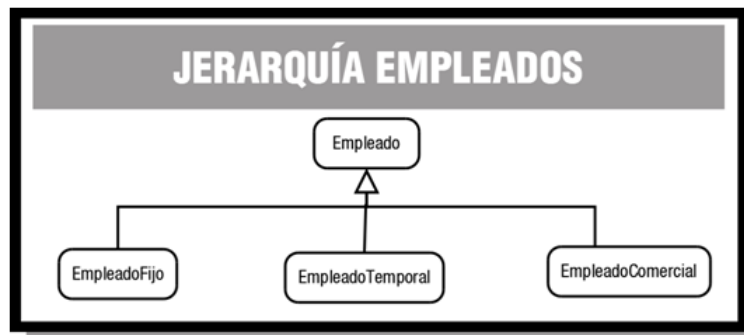 JERARQUÍA EMPLEADOS
Empleado
EmpleadoFijo
EmpleadoTemporal
EmpleadoComercial